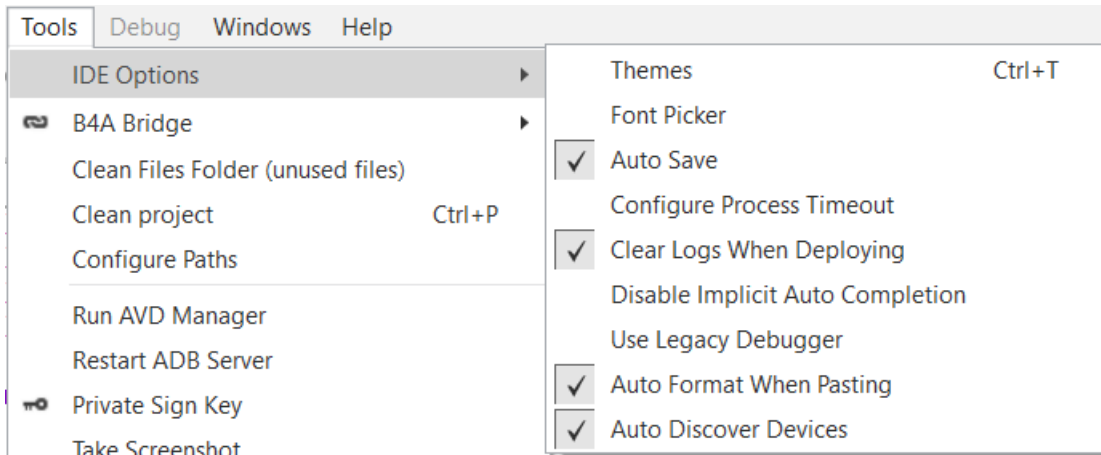 Tools Debug Windows Help
IDE Options
B4A Bridge
Clean Files Folder (unused files)
Clean project Ctrl+P
Configure Paths
Run AVD Manager
Restart ADB Server
Private Sign Key
Take Screenshot
Themes Ctrl+T
Font Picker
Auto Save
Configure Process Timeout
Clear Logs When Deploying
Disable Implicit Auto Completion
Use Legacy Debugger
Auto Format When Pasting
Auto Discover Devices